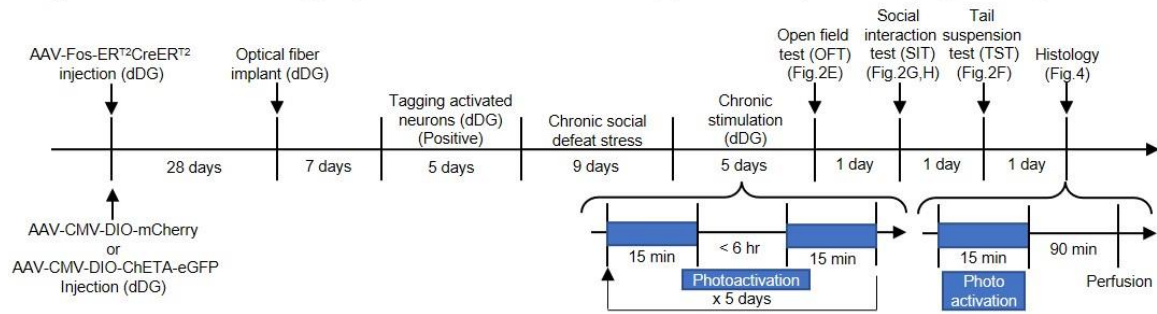 AAV-Fos-ERT2CreERT2
injection (dDG)
Optical fiber
implant (dDG)
Tagging activated
neurons (dDG)
(Positive)
Chronic social
defeat stress
Chronic
stimulation
(dDG)
Open field
test (OFT)
(Fig.2E)
Social
interaction
test (SIT)
(Fig.2G,H)
Tail
suspension
test (TST)
(Fig.2F)
Histology
(Fig.4)
28 days
7 days
5 days
9 days
5 days
1 day
1 day
1 day
AAV-CMV-DIO-mCherry
or
AAV-CMV-DIO-ChETA-eGFP
Injection (dDG)
15 min
< 6 hr
15 min
Photoactivation
x 5 days
15 min
90 min
Photo
activation
Perfusion